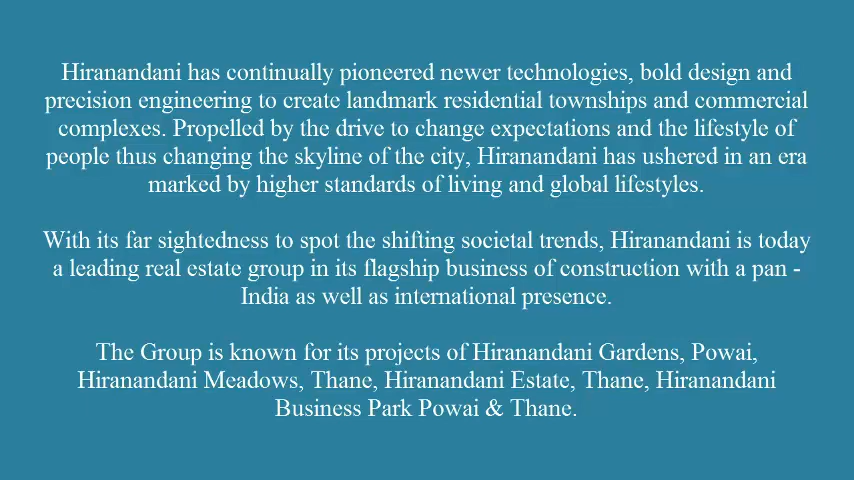 Hiranandani has continually pioneered newer technologies, bold design and
precision engineering to create landmark residential townships and commercial
complexes. Propelled by the drive to change expectations and the lifestyle of
people thus changing the skyline of the city, Hiranandani has ushered in an era
marked by higher standards of living and global lifestyles.
With its far sightedness to spot the shifting societal trends, Hiranandani is today
a leading real estate group in its flagship business of construction with a pan -
India as well as international presence.
The Group is known for its projects of Hiranandani Gardens, Powai,
Hiranandani Meadows, Thane, Hiranandani Estate, Thane, Hiranandani
Business Park Powai & Thane.